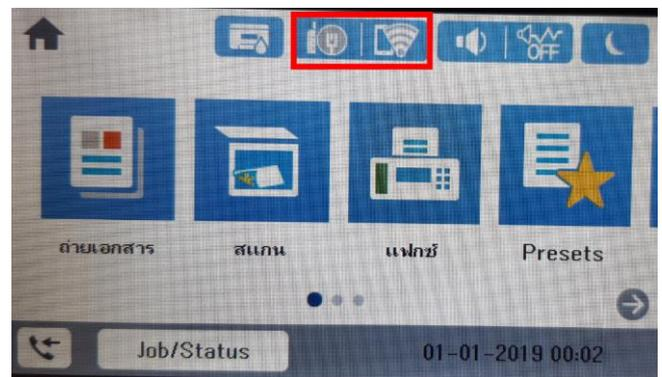 OFF
ถ่ายเอกสาร
สแกน
แฟกซ์
Presets
Job/Status
01-01-2019 00:02